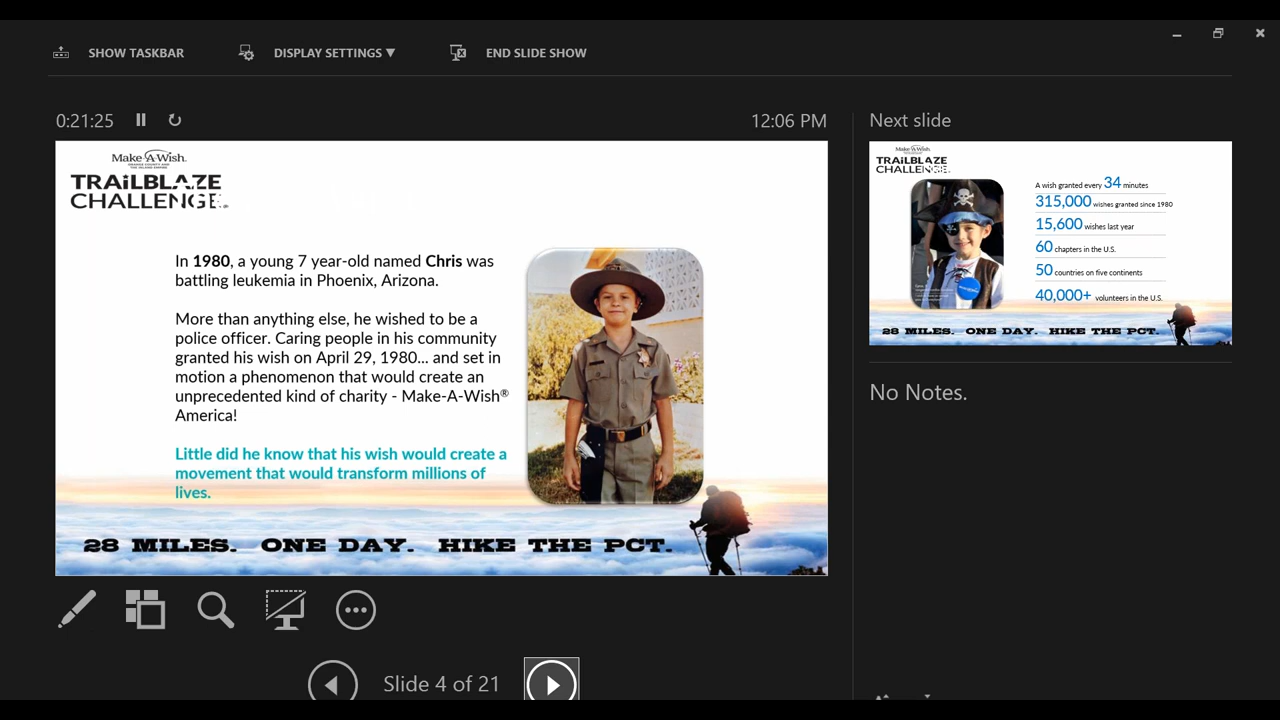 SHOW TASKBAR
DISPLAY SETTINGS ▼
END SLIDE SHOW
0:21:25
12:06 PM
Make-A-Wish.
ORANGE COUNTY AND
THE INLAND EMPIRE
TRAiLBLAZE
CHALLENGE
In 1980, a young 7 year-old named Chris was
battling leukemia in Phoenix, Arizona.
More than anything else, he wished to be a
police officer. Caring people in his community
granted his wish on April 29, 1980... and set in
motion a phenomenon that would create an
unprecedented kind of charity - Make-A-Wish®
America!
Little did he know that his wish would create a
movement that would transform millions of
lives.
28 MILES. ONE DAY. HIKE THE PCT.
Slide 4 of 21
Next slide
Make-A-Wish.
TRAiLBLAZE
CHALLENGE
A wish granted every 34 minutes
315,000 wishes granted since 1980
15,600 wishes last year
60 chapters in the U.S.
50 countries on five continents
40,000+ volunteers in the U.S.
28 MILES. ONE DAY. HIKE THE PCT.
No Notes.